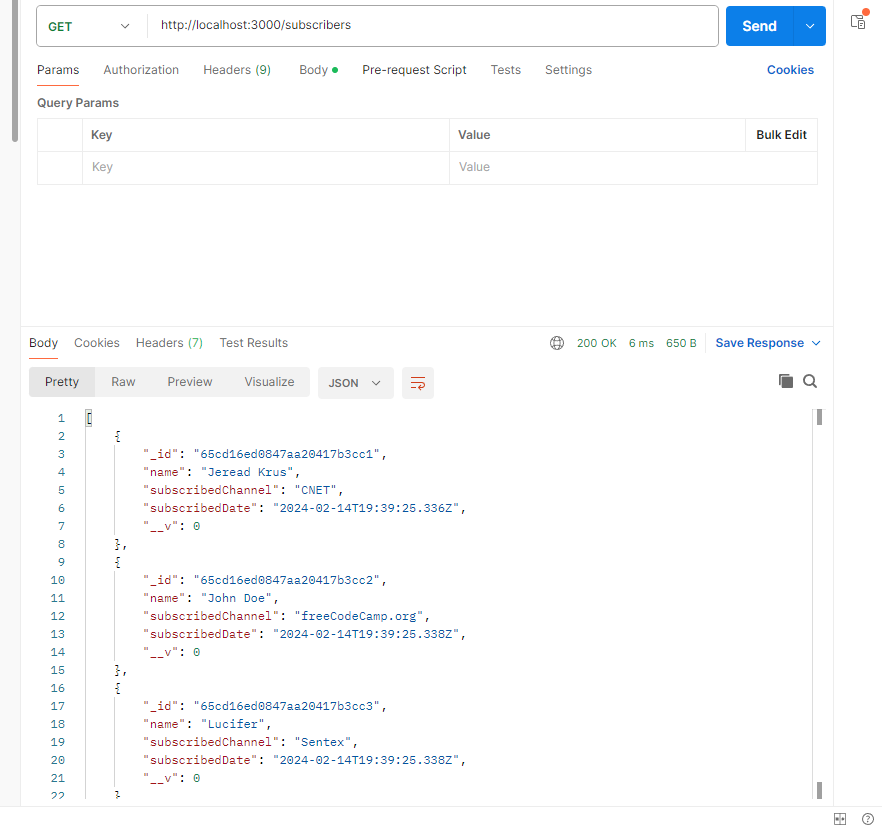 GET http://localhost:3000/subscribers Send
Params Authorization Headers (9) Body Pre-request Script Tests Settings Cookies
Query Params
Key Value Bulk Edit
Key Value
Body Cookies Headers (7) Test Results 200 OK 6 ms 650 B Save Response
Pretty Raw Preview Visualize JSON
1 [
2 {
3 "_id": "65cd16ed0847aa20417b3cc1",
4 "name": "Jeread Krus",
5 "subscribedChannel": "CNET",
6 "subscribedDate": "2024-02-14T19:39:25.336Z",
7 "__v": 0
8 },
9 {
10 "_id": "65cd16ed0847aa20417b3cc2",
11 "name": "John Doe",
12 "subscribedChannel": "freeCodeCamp.org",
13 "subscribedDate": "2024-02-14T19:39:25.338Z",
14 "__v": 0
15 },
16 {
17 "_id": "65cd16ed0847aa20417b3cc3",
18 "name": "Lucifer",
19 "subscribedChannel": "Sentex",
20 "subscribedDate": "2024-02-14T19:39:25.338Z",
21 "__v": 0
22 }